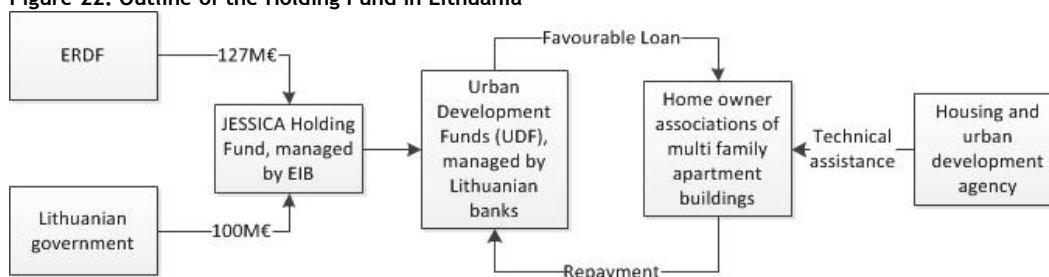 Figure 22: Outline of the Holding Fund in Lithuania
ERDF
127M€
JESSICA Holding
Fund, managed
by EIB
Lithuanian
government
100M€
Urban
Development
Funds (UDF),
managed by
Lithuanian
banks
Favourable Loan
Home owner
associations of
multi family
apartment
buildings
Repayment
Technical
assistance
Housing and
urban
development
agency